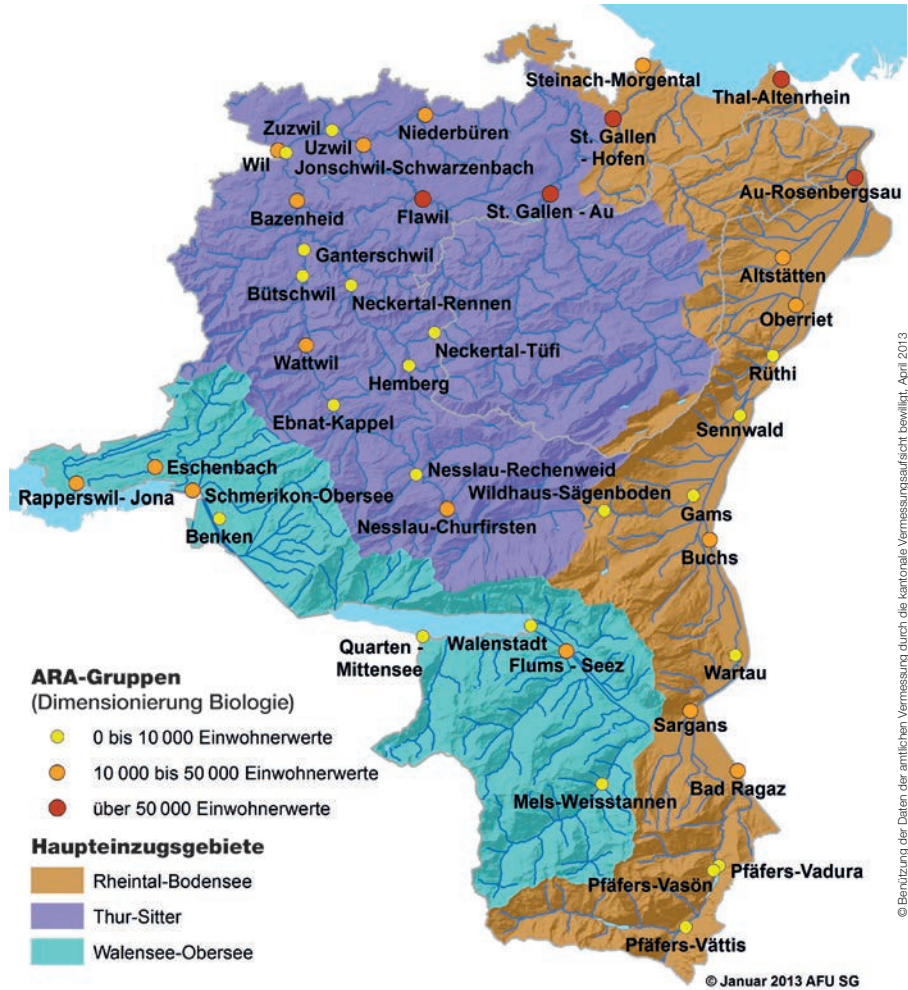 Steinach-Morgental
Thal-Altenrhein
Zuzwil
Niederbüren
St. Gallen
- Hofen
Uzwil
Wil
Jonschwil-Schwarzenbach
Au-Rosenbergsau
Bazenheid
Flawil
St. Gallen - Au
Ganterschwil
Altstätten
Bütschwil
Neckertal-Rennen
Oberriet
Wattwil
Neckertal-Tüfi
Rüthi
Hemberg
Ebnat-Kappel
Sennwald
Eschenbach
Nesslau-Rechenweid
Rapperswil- Jona
Schmerikon-Obersee
Wildhaus-Sägenboden
Gams
Benken
Nesslau-Churfirsten
Buchs
Quarten -
Mittensee
Walenstadt
Flums - Seez
Wartau
Sargans
Bad Ragaz
Mels-Weisstannen
Pfäfers-Vadura
Pfäfers-Vasön
Pfäfers-Vättis
ARA-Gruppen
(Dimensionierung Biologie)
0 bis 10 000 Einwohnerwerte
10 000 bis 50 000 Einwohnerwerte
über 50 000 Einwohnerwerte
Haupteinzugsgebiete
Rheintal-Bodensee
Thur-Sitter
Walensee-Obersee
© Januar 2013 AFU SG
© Benützung der Daten der amtlichen Vermessung durch die kantonale Vermessungsaufsicht bewilligt, April 2013